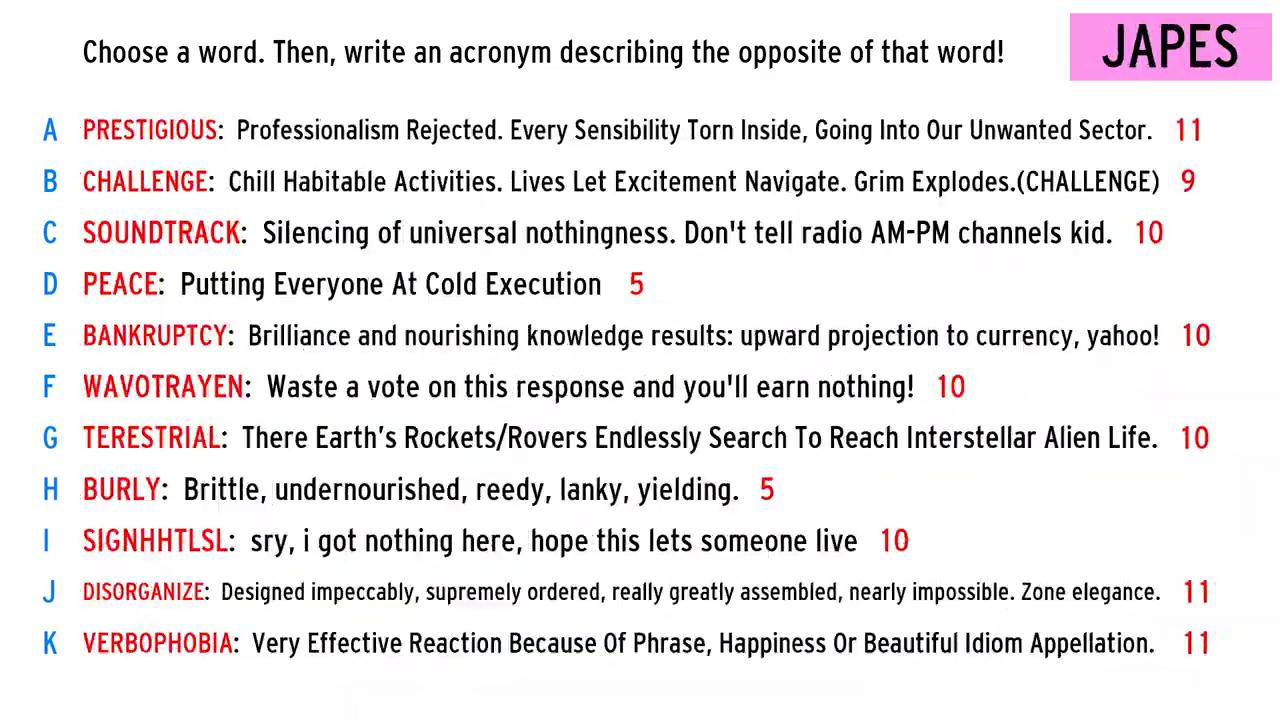 Choose a word. Then, write an acronym describing the opposite of that word!
JAPES
A PRESTIGIOUS: Professionalism Rejected. Every Sensibility Torn Inside, Going Into Our Unwanted Sector. 11
B CHALLENGE: Chill Habitable Activities. Lives Let Excitement Navigate. Grim Explodes.(CHALLENGE) 9
C SOUNDTRACK: Silencing of universal nothingness. Don't tell radio AM-PM channels kid. 10
D PEACE: Putting Everyone At Cold Execution 5
E BANKRUPTCY: Brilliance and nourishing knowledge results: upward projection to currency, yahoo! 10
F WAVOTRAYEN: Waste a vote on this response and you'll earn nothing! 10
G TERESTRIAL: There Earth’s Rockets/Rovers Endlessly Search To Reach Interstellar Alien Life. 10
H BURLY: Brittle, undernourished, reedy, lanky, yielding. 5
I SIGNHHTLSL: sry, i got nothing here, hope this lets someone live 10
J DISORGANIZE: Designed impeccably, supremely ordered, really greatly assembled, nearly impossible. Zone elegance. 11
K VERBOPHOBIA: Very Effective Reaction Because Of Phrase, Happiness Or Beautiful Idiom Appellation. 11